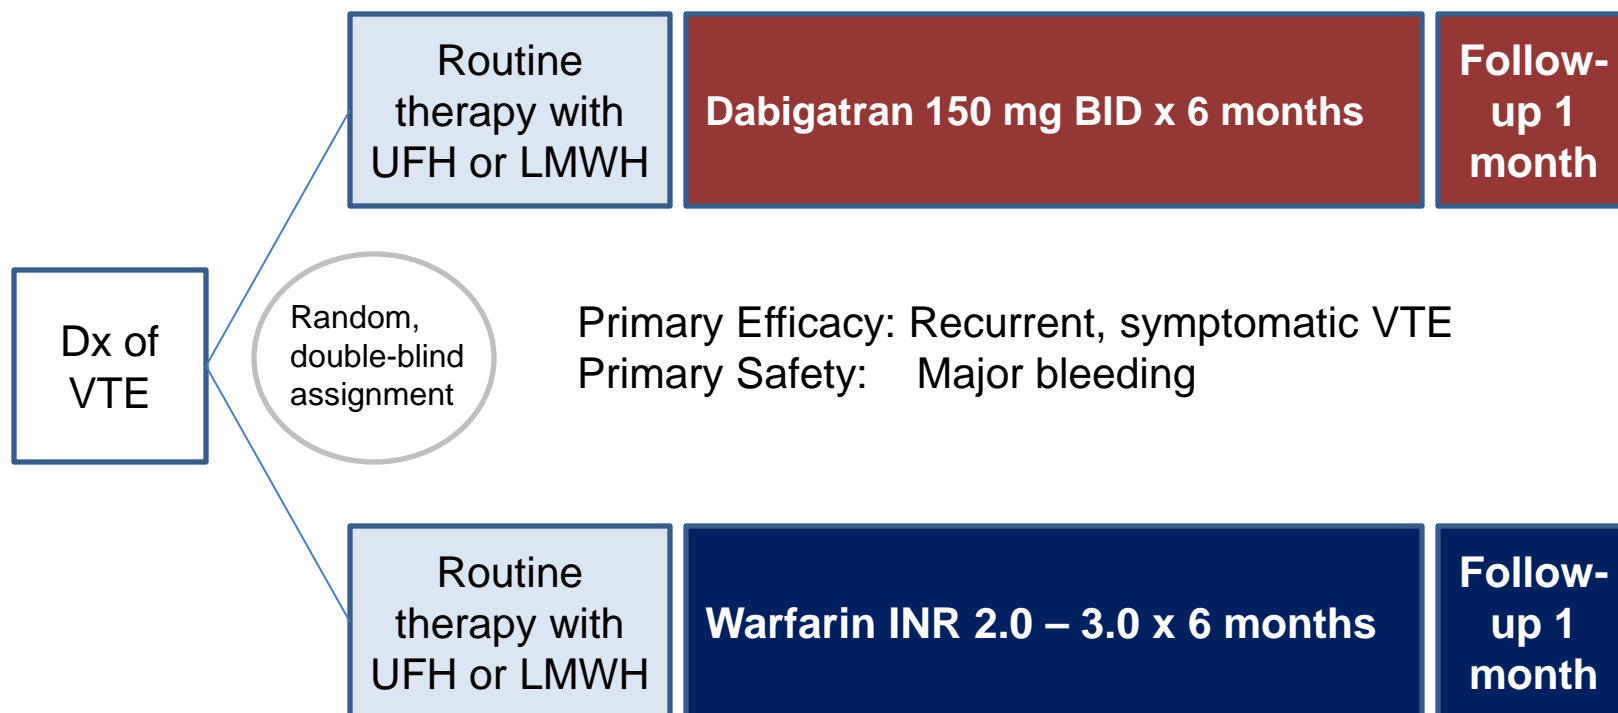 Routine
therapy with
UFH or LMWH
Dabigatran 150 mg BID x 6 months
Follow-
up 1
month
Dx of
VTE
Random,
double-blind
assignment
Primary Efficacy: Recurrent, symptomatic VTE
Primary Safety: Major bleeding
Routine
therapy with
UFH or LMWH
Warfarin INR 2.0 – 3.0 x 6 months
Follow-
up 1
month